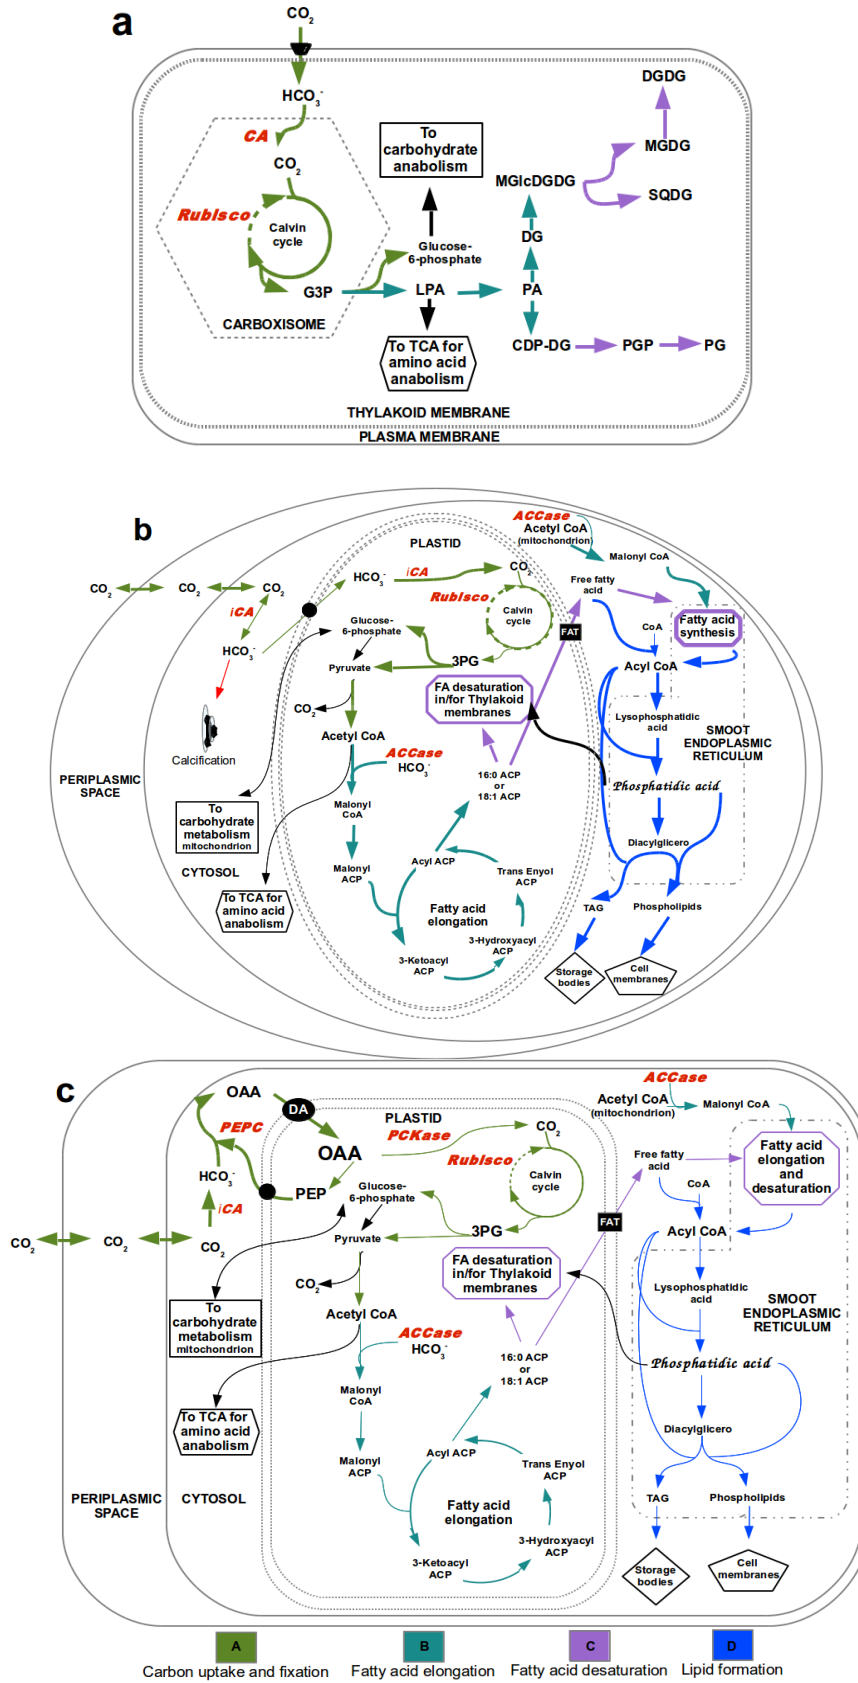 a
CO2
HCO3-
CA
CO2
Rubisco
Calvin
cycle
G3P
CARBOXISOME
To
carbohydrate
anabolism
Glucose-
6-phosphate
LPA
To TCA for
amino acid
anabolism
DGDG
MGDG
MGlcDGDG
SQDG
DG
PA
CDP-DG
PGP
PG
THYLAKOID MEMBRANE
PLASMA MEMBRANE
b
PLASTID
ACCase
Acetyl CoA
(mitochondrion)
Malonyl CoA
CO2
CO2
CO2
iCA
HCO3-
HCO3-
iCA
CO2
Rubisco
Calvin
cycle
Free fatty
acid
Fatty acid
synthesis
FAT
CoA
Glucose-
6-phosphate
3PG
Pyruvate
Acyl CoA
CO2
FA desaturation
in/for Thylakoid
membranes
Lysophosphatidic
acid
SMOOT
ENDOPLASMIC
RETICULUM
Calcification
Acetyl CoA
ACCase
HCO3-
16:0 ACP
or
18:1 ACP
Phosphatidic acid
PERIPLASMIC
SPACE
To
carbohydrate
metabolism
mitochondrion
Malonyl
CoA
Diacylglicero
CYTOSOL
Malonyl
ACP
Acyl ACP
Trans Enyol
ACP
To TCA for
amino acid
anabolism
Fatty acid
elongation
TAG
Phospholipids
3-Ketoacyl
ACP
3-Hydroxyacyl
ACP
Storage
bodies
Cell
membranes
c
OAA
DA
PLASTID
ACCase
Acetyl CoA
(mitochondrion)
Malonyl CoA
PEPC
OAA
PCKase
CO2
Rubisco
Calvin
cycle
Free fatty
acid
Fatty acid
elongation
and
desaturation
HCO3-
iCA
PEP
Glucose-
6-phosphate
CoA
CO2
CO2
CO2
Pyruvate
3PG
FAT
Acyl CoA
CO2
FA desaturation
in/for Thylakoid
membranes
Lysophosphatidic
acid
SMOOT
ENDOPLASMIC
RETICULUM
To
carbohydrate
metabolism
mitochondrion
Acetyl CoA
ACCase
HCO3-
16:0 ACP
or
18:1 ACP
Phosphatidic acid
Malonyl
CoA
To TCA for
amino acid
anabolism
Diacylglicero
Malonyl
ACP
Acyl ACP
Trans Enyol
ACP
PERIPLASMIC
SPACE
CYTOSOL
Fatty acid
elongation
TAG
Phospholipids
3-Ketoacyl
ACP
3-Hydroxyacyl
ACP
Storage
bodies
Cell
membranes
A
B
C
D
Carbon uptake and fixation
Fatty acid elongation
Fatty acid desaturation
Lipid formation